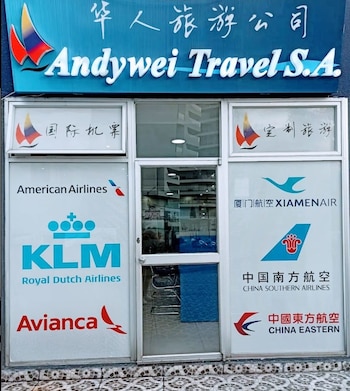 华人旅游公司
Andywei Travel S.A.
国际机票
定制旅游
American Airlines
KLM
Royal Dutch Airlines
Avianca
厦门航空 XIAMENAIR
中国南方航空
CHINA SOUTHERN AIRLINES
中國東方航空
CHINA EASTERN